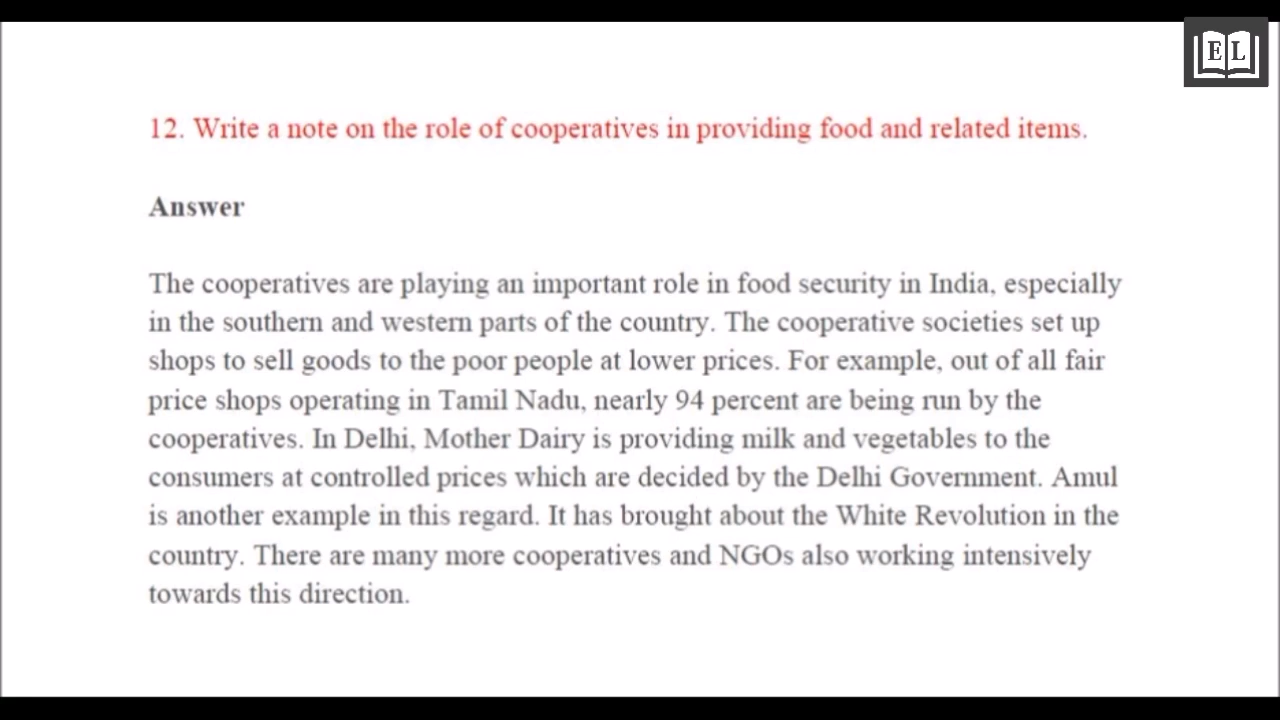 EL
12. Write a note on the role of cooperatives in providing food and related items.
Answer
The cooperatives are playing an important role in food security in India, especially
in the southern and western parts of the country. The cooperative societies set up
shops to sell goods to the poor people at lower prices. For example, out of all fair
price shops operating in Tamil Nadu, nearly 94 percent are being run by the
cooperatives. In Delhi, Mother Dairy is providing milk and vegetables to the
consumers at controlled prices which are decided by the Delhi Government. Amul
is another example in this regard. It has brought about the White Revolution in the
country. There are many more cooperatives and NGOs also working intensively
towards this direction.